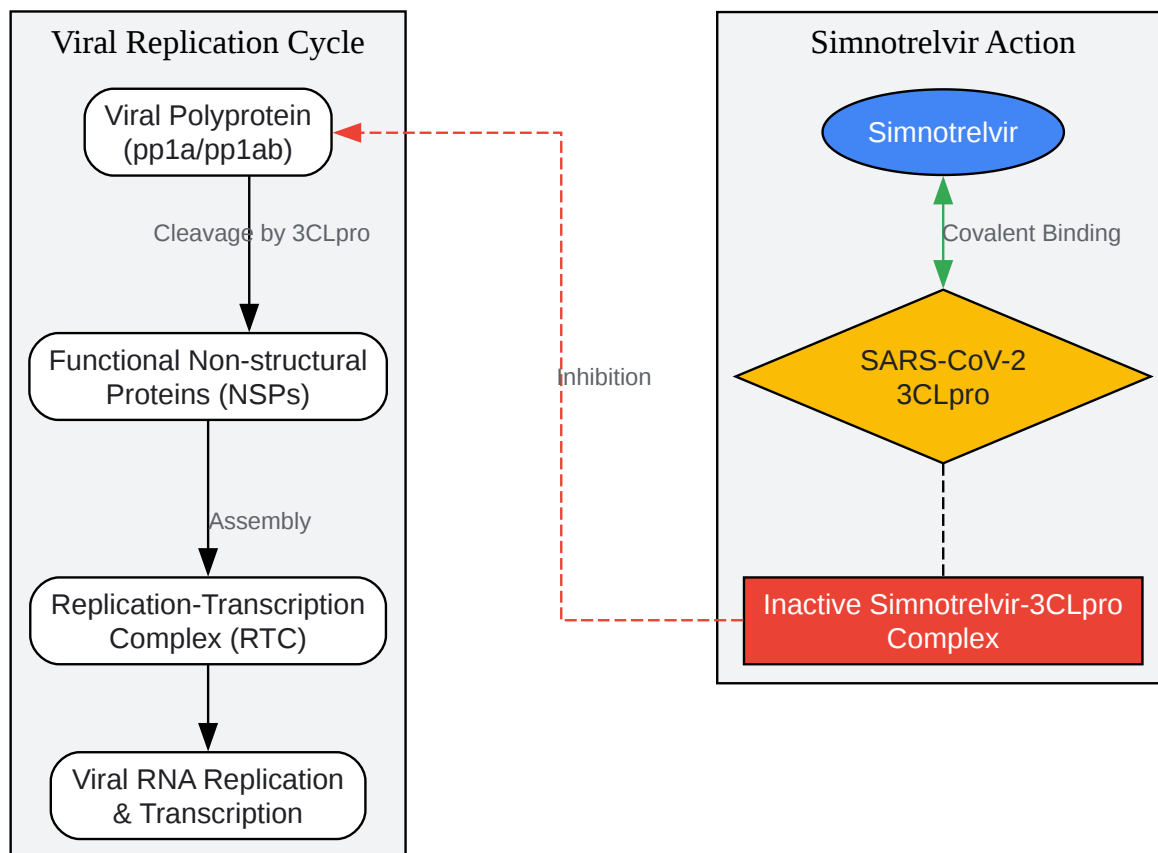 Viral Replication Cycle
Viral Polyprotein
(pp1a/pp1ab)
Cleavage by 3CLpro
Functional Non-structural
Proteins (NSPs)
Assembly
Replication-Transcription
Complex (RTC)
Viral RNA Replication
& Transcription
Inhibition
Simnotrelvir Action
Simnotrelvir
Covalent Binding
SARS-CoV-2
3CLpro
Inactive Simnotrelvir-3CLpro
Complex